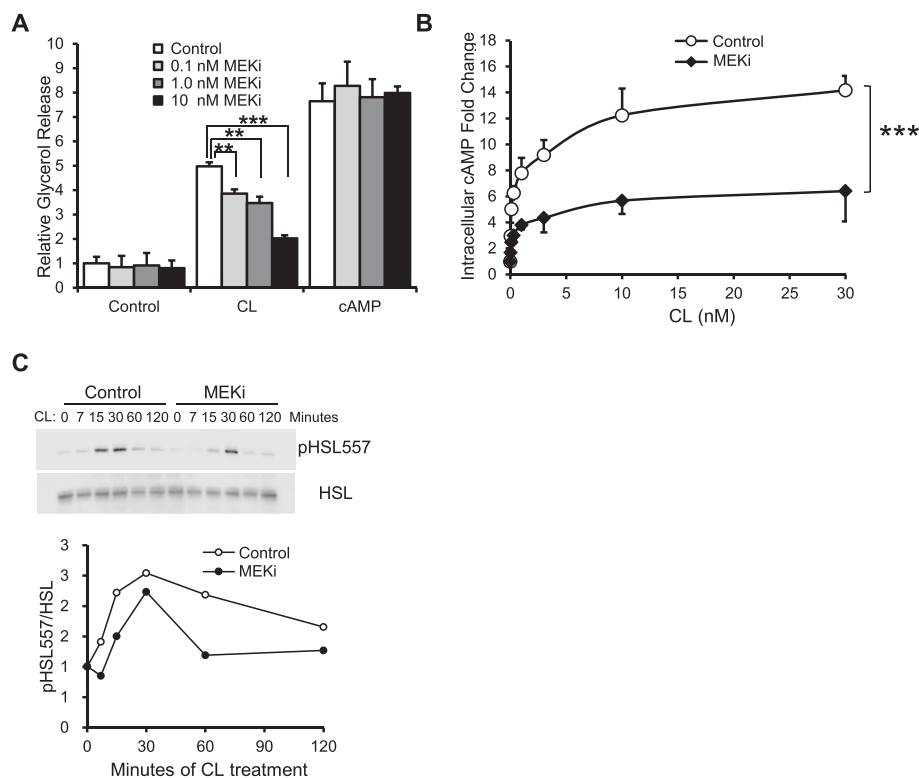 A
Relative Glycerol Release
10
9
8
7
6
5
4
3
2
1
0
Control
0.1 nM MEKi
1.0 nM MEKi
10 nM MEKi
***
**
**
Control CL cAMP
B
Intracellular cAMP Fold Change
18
16
14
12
10
8
6
4
2
0
Control
MEKi
***
0 5 10 15 20 25 30
CL (nM)
C
Control MEKi
CL: 0 7 15 30 60 120 0 7 15 30 60 120 Minutes
pHSL557
HSL
pHSL557/HSL
3
3
2
2
1
1
0
Control
MEKi
0 30 60 90 120
Minutes of CL treatment